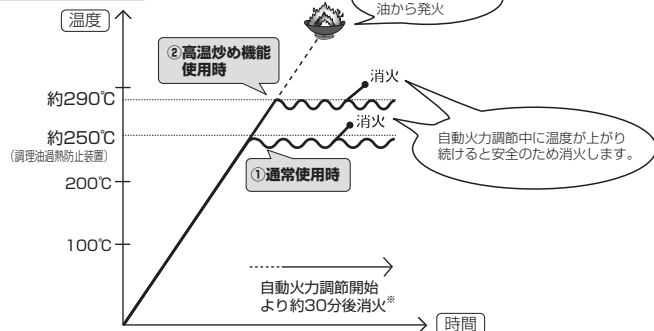 油から発火
温度
②高温炒め機能
使用時
消火
約290℃
消火
約250℃
(調理油過熱防止装置)
自動火力調節中に温度が上がり
続けると安全のため消火します。
①通常使用時
200℃
100℃
自動火力調節開始
より約30分後消火※
時間